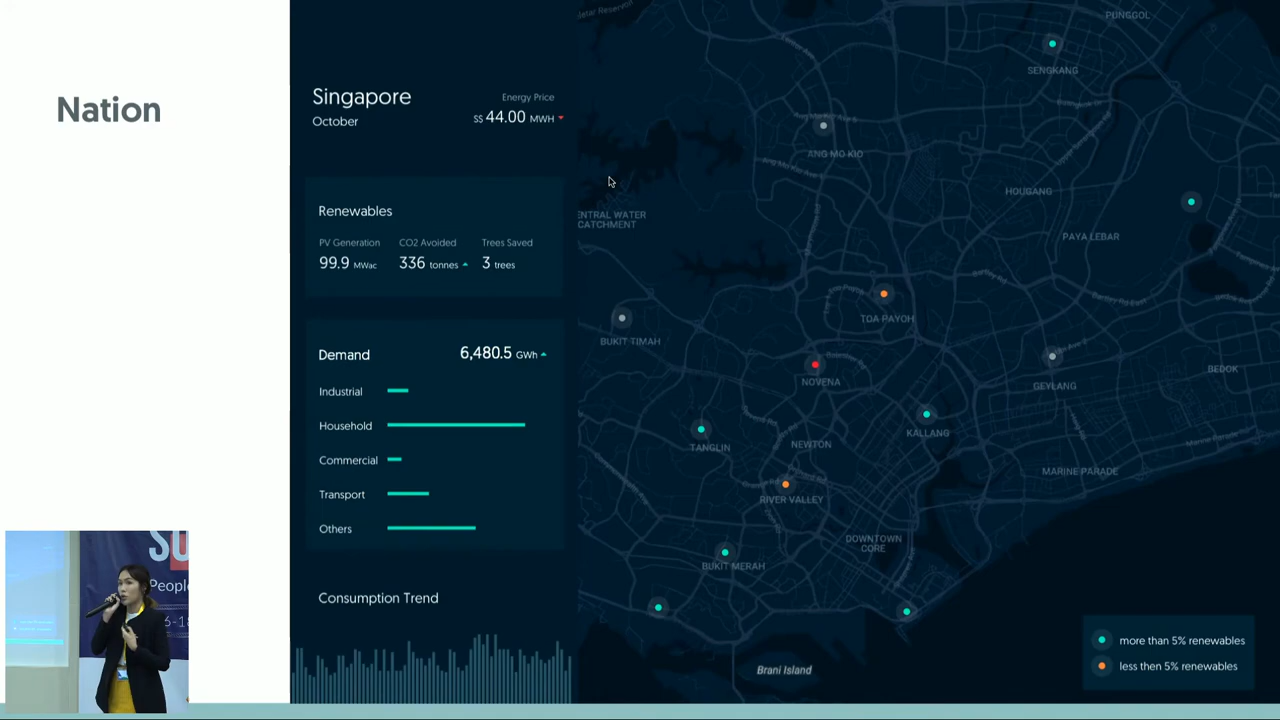 Nation
Singapore
October
Energy Price
S$ 44.00 MWH
Renewables
PV Generation
99.9 MWac
CO2 Avoided
336 tonnes
Trees Saved
3 trees
Demand
6,480.5 GWh
Industrial
Household
Commercial
Transport
Others
Consumption Trend
PUNGGOL
SENGKANG
ANG MO KIO
HOUGANG
ENTRAL WATER
CATCHMENT
PAYA LEBAR
TOA PAYOH
BUKIT TIMAH
NOVENA
GEYLANG
BEDOK
KALLANG
TANGLIN
NEWTON
MARINE PARADE
RIVER VALLEY
DOWNTOWN
CORE
BUKIT MERAH
Brani Island
more than 5% renewables
less then 5% renewables
People